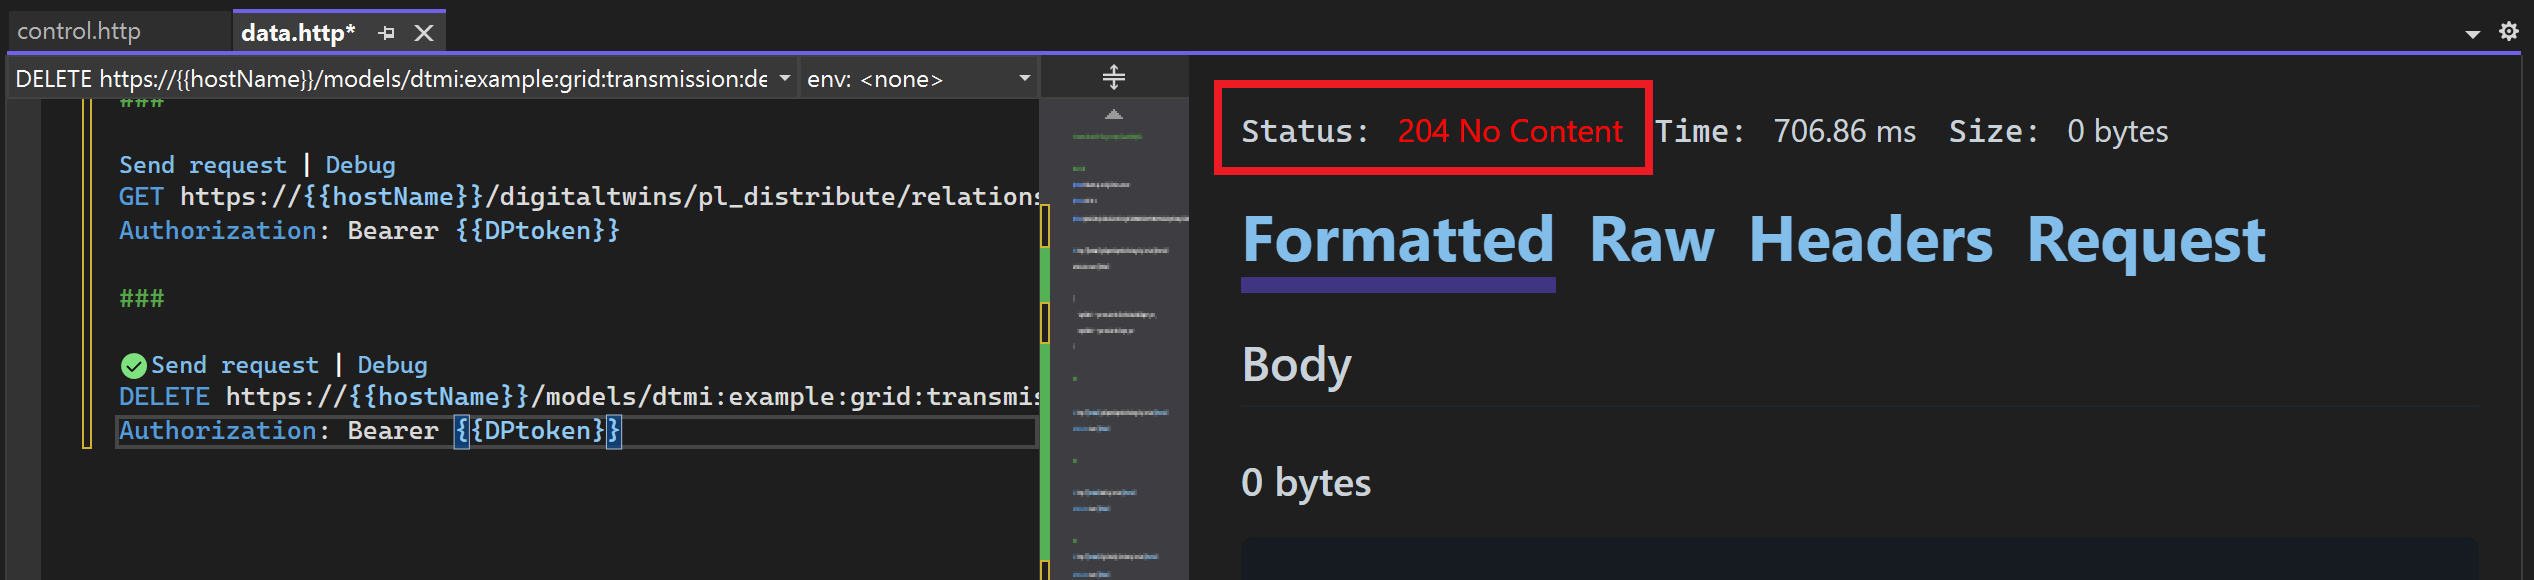 control.http
data.http*
DELETE https://{{hostName}}/models/dtmi:example:grid:transmission:de
env: <none>
###
Send request | Debug
GET https://{{hostName}}/digitaltwins/pl_distribute/relations
Authorization: Bearer {{DPtoken}}
###
Send request | Debug
DELETE https://{{hostName}}/models/dtmi:example:grid:transmis
Authorization: Bearer {{DPtoken}}
Status: 204 No Content Time: 706.86 ms Size: 0 bytes
Formatted Raw Headers Request
Body
0 bytes